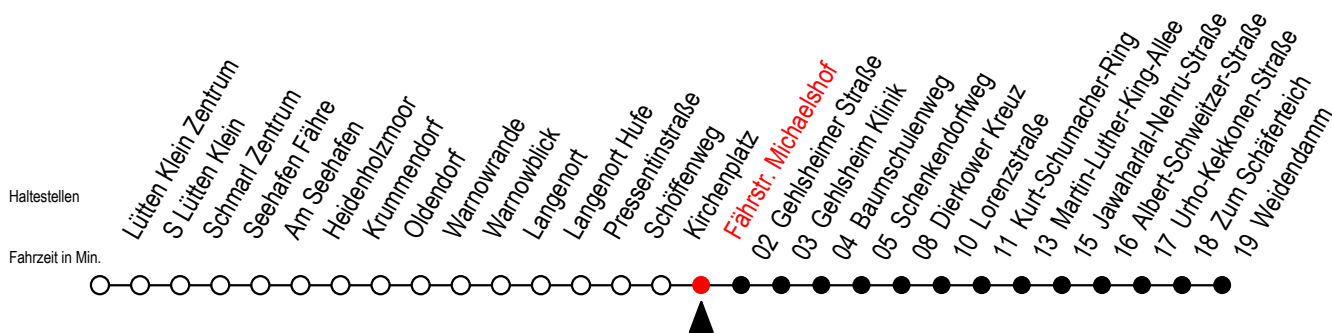 Haltestellen
Fahrzeit in Min.
Lütten Klein Zentrum
S Lütten Klein
Schmarl Zentrum
Seehafen Fähre
Am Seehafen
Heidenholzmoor
Krummendorf
Oldendorf
Warnowrande
Warnowblick
Langenort
Langenort Hufe
Pressentinstraße
Schöffenweg
Kirchenplatz
Fährstr. Michaelshof
02 Gehlsheimer Straße
03 Gehlsheim Klinik
04 Baumschulenweg
05 Schenkendorfweg
08 Dierkower Kreuz
10 Lorenzstraße
11 Kurt-Schumacher-Ring
13 Martin-Luther-King-Allee
15 Jawaharlal-Nehru-Straße
16 Albert-Schweitzer-Straße
17 Urho-Kekkonen-Straße
18 Zum Schäferteich
19 Weidendamm